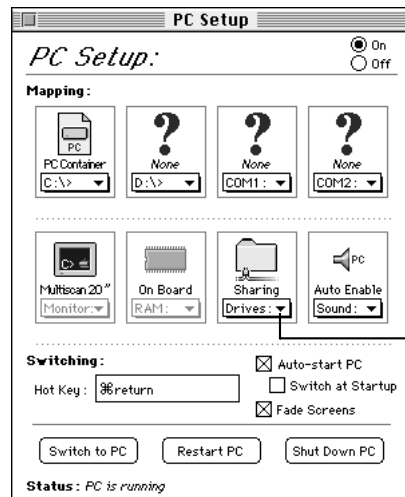 PC Setup
PC Setup:
On
Off
Mapping:
PC
PC Container
None
None
None
C:\>
D:\>
COM1:
COM2:
PC
Multiscan 20"
On Board
Sharing
Auto Enable
Monitor:
RAM:
Drives:
Sound:
Switching:
Auto-start PC
Hot Key:
⌘return
Switch at Startup
Fade Screens
Switch to PC
Restart PC
Shut Down PC
Status: PC is running